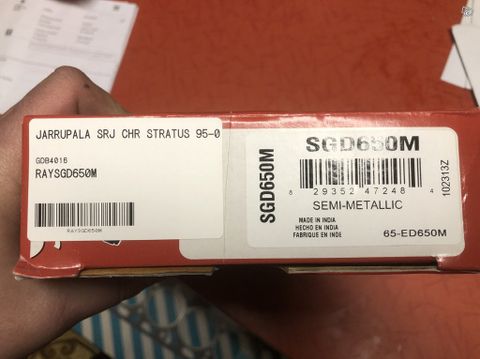 JARRUPALA SRJ CHR STRATUS 95-0
GDB4016
RAYSGD650M
RAYSGD650M
SGD650M
SGD650M
8 29352 47248 4
SEMI-METALLIC
MADE IN INDIA
HECHO EN INDIA
FABRIQUE EN INDE
65-ED650M
102313Z